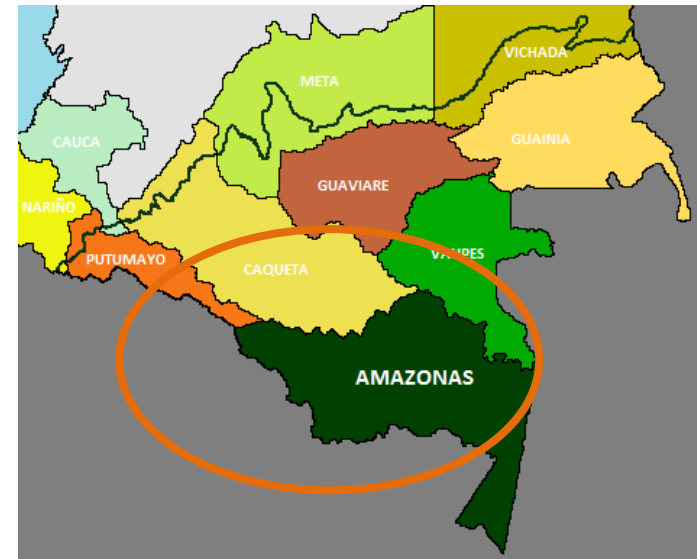 VICHADA
META
CAUCA
GUAINIA
GUAVIARE
NARIÑO
VAUPES
PUTUMAYO
CAQUETA
AMAZONAS